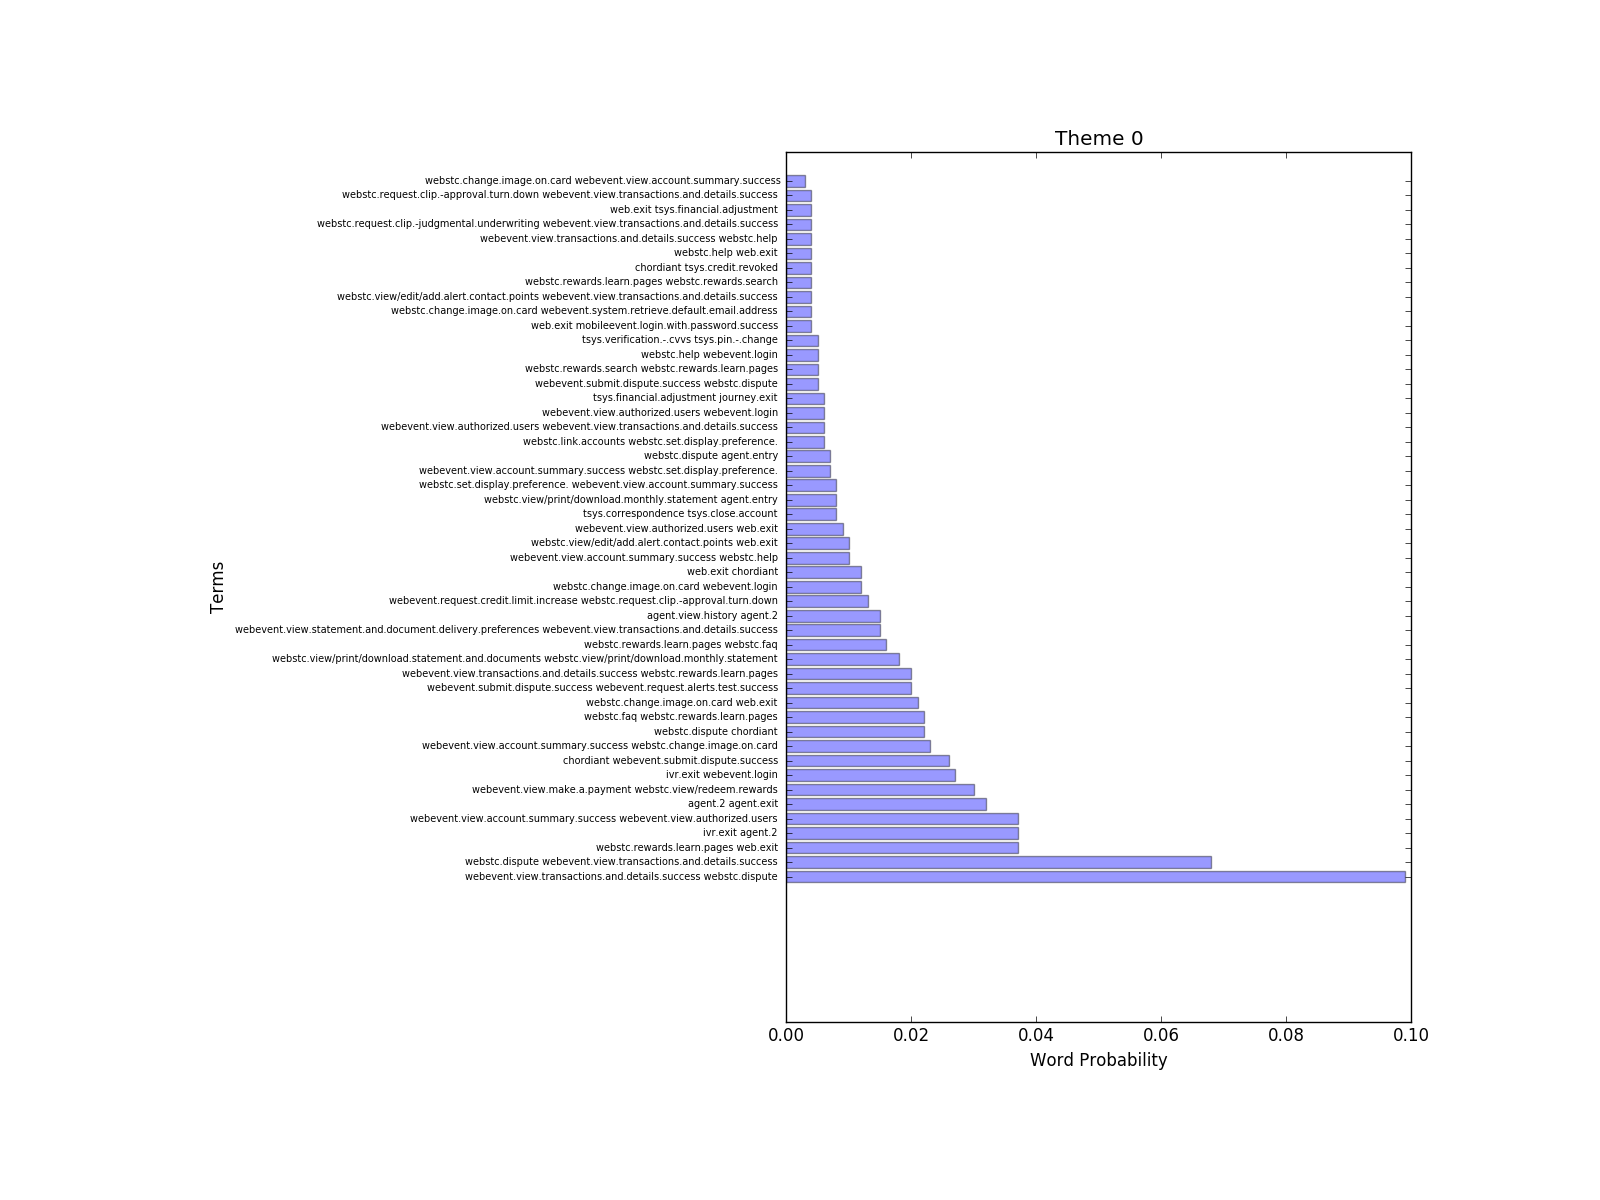 Theme 0
webstc.change.image.on.card webevent.view.account.summary.success
webstc.request.clip.-approval.turn.down webevent.view.transactions.and.details.success
web.exit tsys.financial.adjustment
webstc.request.clip.-judgmental.underwriting webevent.view.transactions.and.details.success
webevent.view.transactions.and.details.success webstc.help
webstc.help web.exit
chordiant tsys.credit.revoked
webstc.rewards.learn.pages webstc.rewards.search
webstc.view/edit/add.alert.contact.points webevent.view.transactions.and.details.success
webstc.change.image.on.card webevent.system.retrieve.default.email.address
web.exit mobileevent.login.with.password.success
tsys.verification.-.cvvs tsys.pin.-.change
webstc.help webevent.login
webstc.rewards.search webstc.rewards.learn.pages
webevent.submit.dispute.success webstc.dispute
tsys.financial.adjustment journey.exit
webevent.view.authorized.users webevent.login
webevent.view.authorized.users webevent.view.transactions.and.details.success
webstc.link.accounts webstc.set.display.preference.
webstc.dispute agent.entry
webevent.view.account.summary.success webstc.set.display.preference.
webstc.set.display.preference. webevent.view.account.summary.success
webstc.view/print/download.monthly.statement agent.entry
tsys.correspondence tsys.close.account
webevent.view.authorized.users web.exit
webstc.view/edit/add.alert.contact.points web.exit
webevent.view.account.summary.success webstc.help
web.exit chordiant
webstc.change.image.on.card webevent.login
webevent.request.credit.limit.increase webstc.request.clip.-approval.turn.down
agent.view.history agent.2
webevent.view.statement.and.document.delivery.preferences webevent.view.transactions.and.details.success
webstc.rewards.learn.pages webstc.faq
webstc.view/print/download.statement.and.documents webstc.view/print/download.monthly.statement
webevent.view.transactions.and.details.success webstc.rewards.learn.pages
webevent.submit.dispute.success webevent.request.alerts.test.success
webstc.change.image.on.card web.exit
webstc.faq webstc.rewards.learn.pages
webstc.dispute chordiant
webevent.view.account.summary.success webstc.change.image.on.card
chordiant webevent.submit.dispute.success
ivr.exit webevent.login
webevent.view.make.a.payment webstc.view/redeem.rewards
agent.2 agent.exit
webevent.view.account.summary.success webevent.view.authorized.users
ivr.exit agent.2
webstc.rewards.learn.pages web.exit
webstc.dispute webevent.view.transactions.and.details.success
webevent.view.transactions.and.details.success webstc.dispute
Terms
0.00 0.02 0.04 0.06 0.08 0.10
Word Probability